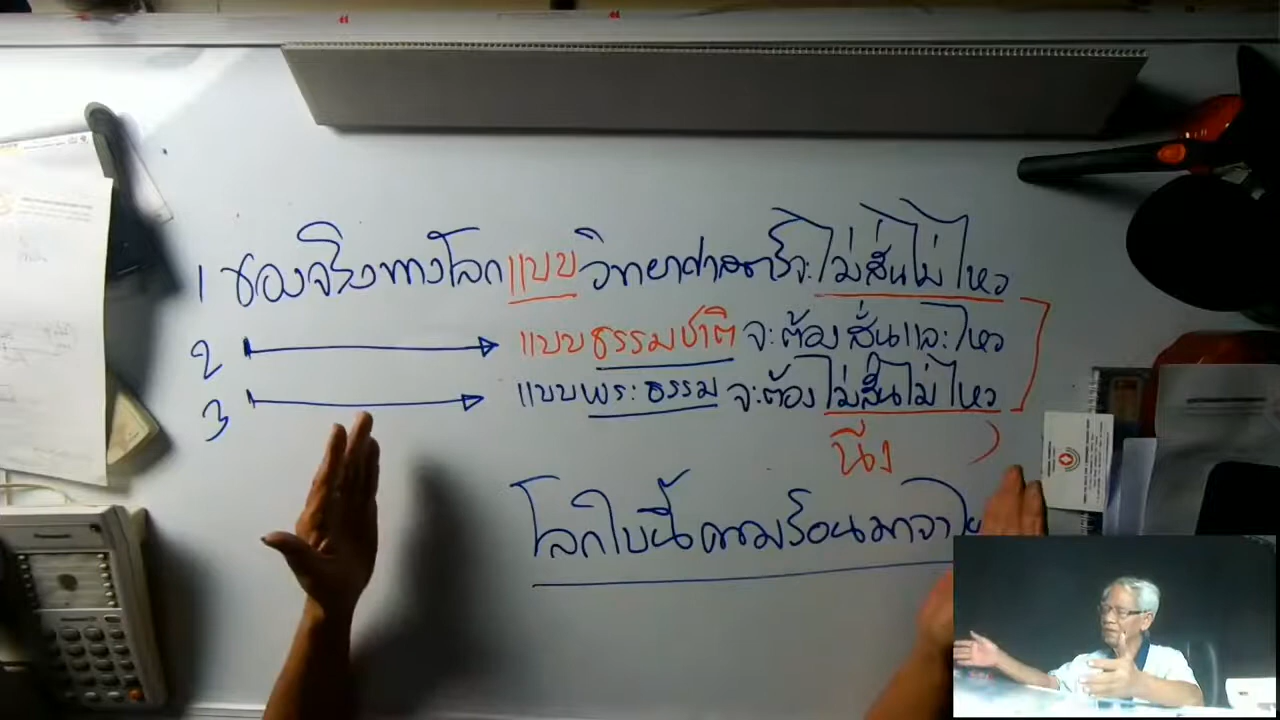 1 ของจริงทางโลกแบบวิทยาศาสตร์จะไม่สั่นไม่ไหว
2 แบบธรรมชาติจะต้องสั่นและไหว
3 แบบพระธรรมจะต้องไม่สั่นไม่ไหว
นิ่ง
โลกใบนี้ความร้อนมาจาก
Panasonic